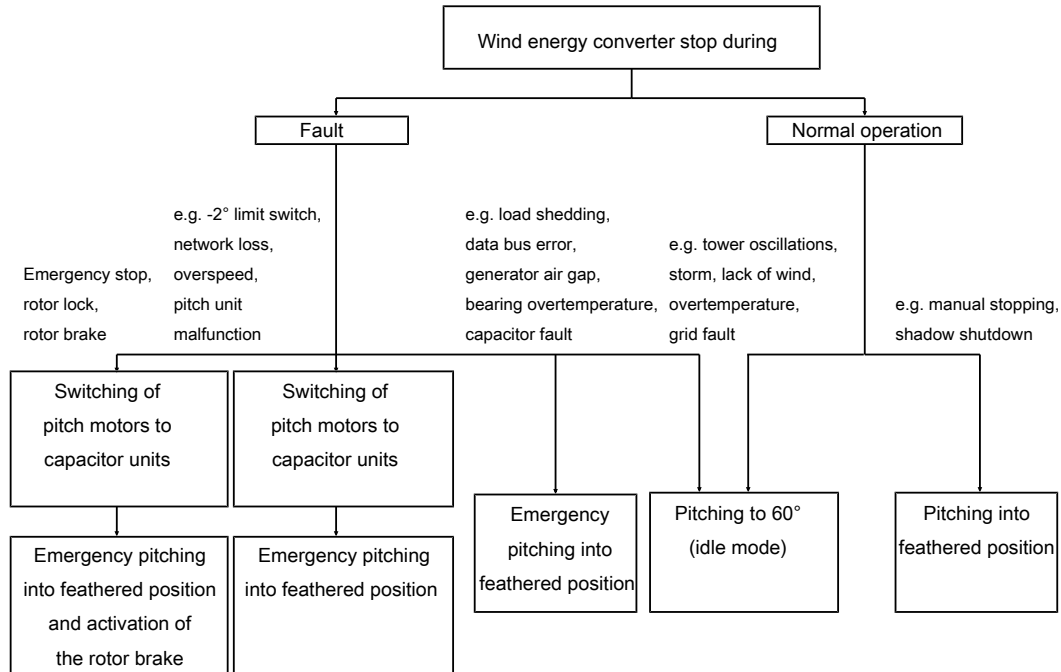 Wind energy converter stop during
Fault
Normal operation
Emergency stop,
rotor lock,
rotor brake
e.g. -2° limit switch,
network loss,
overspeed,
pitch unit
malfunction
e.g. load shedding,
data bus error,
generator air gap,
bearing overtemperature,
capacitor fault
e.g. tower oscillations,
storm, lack of wind,
overtemperature,
grid fault
e.g. manual stopping,
shadow shutdown
Switching of
pitch motors to
capacitor units
Switching of
pitch motors to
capacitor units
Emergency
pitching into
feathered position
Pitching to 60°
(idle mode)
Pitching into
feathered position
Emergency pitching
into feathered position
and activation of
the rotor brake
Emergency pitching
into feathered position